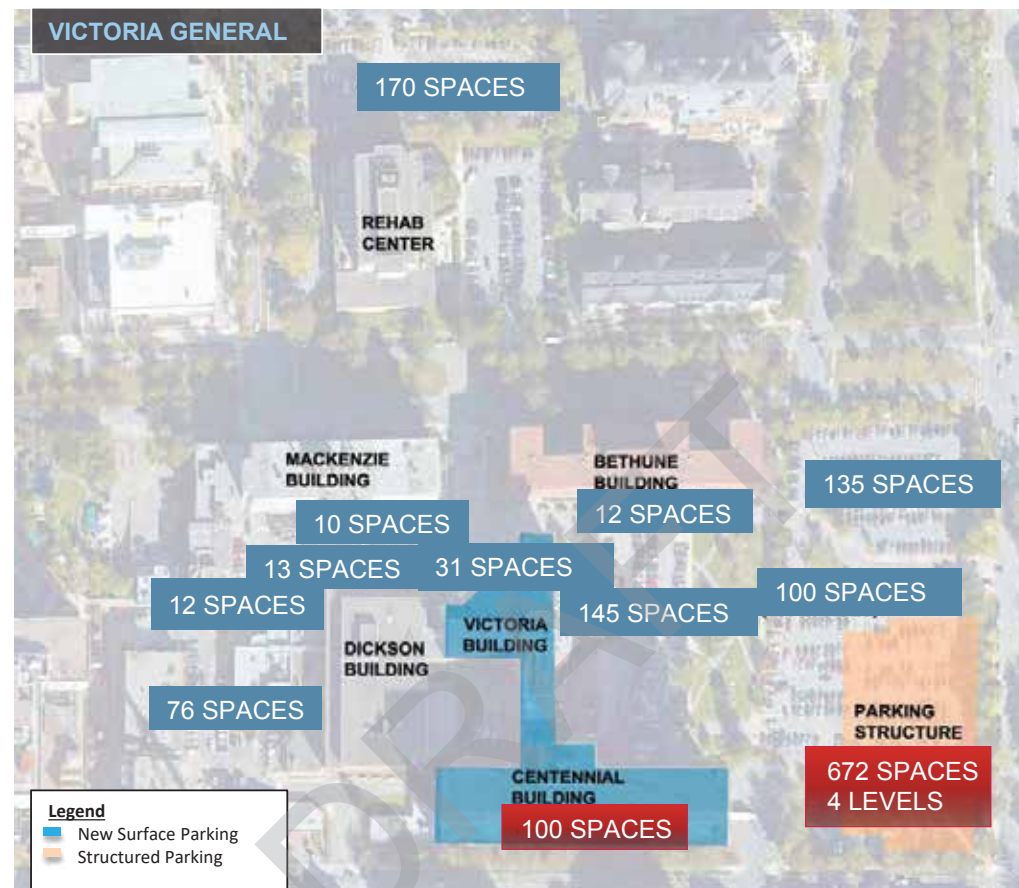 VICTORIA GENERAL
170 SPACES
REHAB
CENTER
MACKENZIE
BUILDING
BETHUNE
BUILDING
135 SPACES
10 SPACES
12 SPACES
13 SPACES
31 SPACES
12 SPACES
145 SPACES
100 SPACES
VICTORIA
BUILDING
DICKSON
BUILDING
76 SPACES
PARKING
STRUCTURE
672 SPACES
4 LEVELS
CENTENNIAL
BUILDING
100 SPACES
Legend
New Surface Parking
Structured Parking
DRAFT